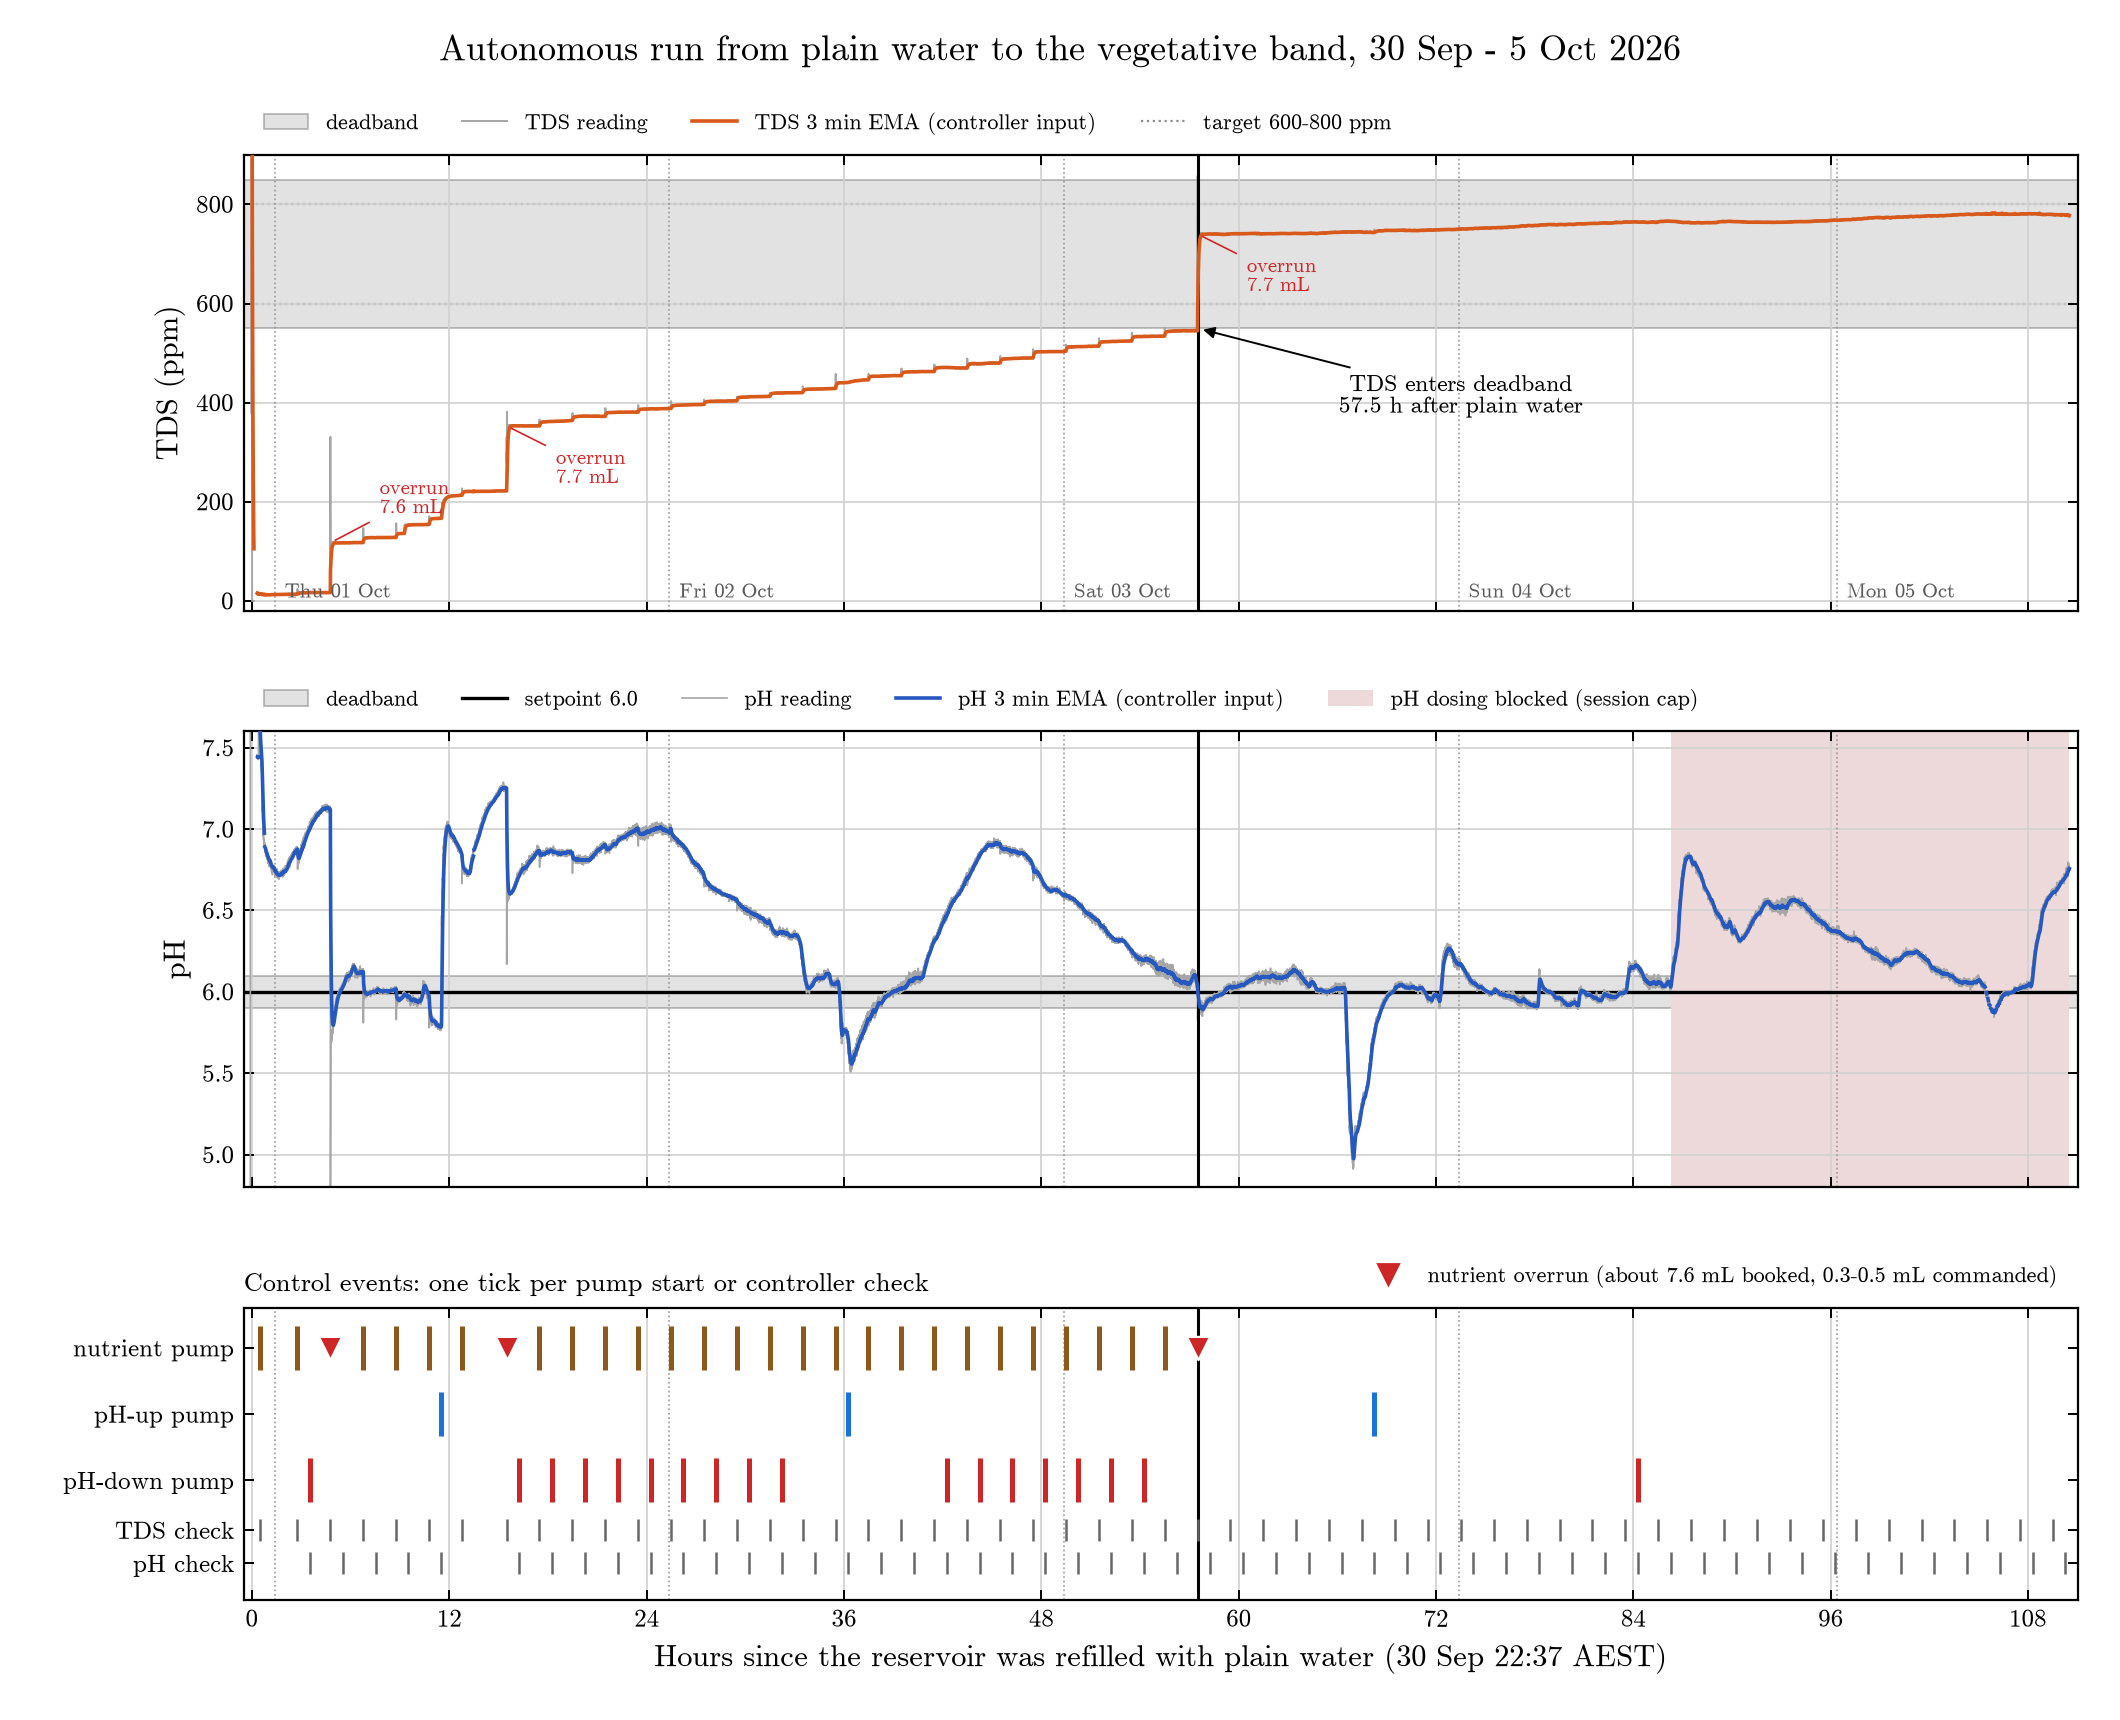 Autonomous run from plain water to the vegetative band, 30 Sep - 5 Oct 2026
deadband TDS reading TDS 3 min EMA (controller input) target 600-800 ppm
TDS (ppm)
800
600
400
200
0
overrun
7.6 mL
overrun
7.7 mL
overrun
7.7 mL
TDS enters deadband
57.5 h after plain water
Thu 01 Oct Fri 02 Oct Sat 03 Oct Sun 04 Oct Mon 05 Oct
deadband setpoint 6.0 pH reading pH 3 min EMA (controller input) pH dosing blocked (session cap)
pH
7.5
7.0
6.5
6.0
5.5
5.0
Control events: one tick per pump start or controller check
nutrient overrun (about 7.6 mL booked, 0.3-0.5 mL commanded)
nutrient pump
pH-up pump
pH-down pump
TDS check
pH check
0 12 24 36 48 60 72 84 96 108
Hours since the reservoir was refilled with plain water (30 Sep 22:37 AEST)